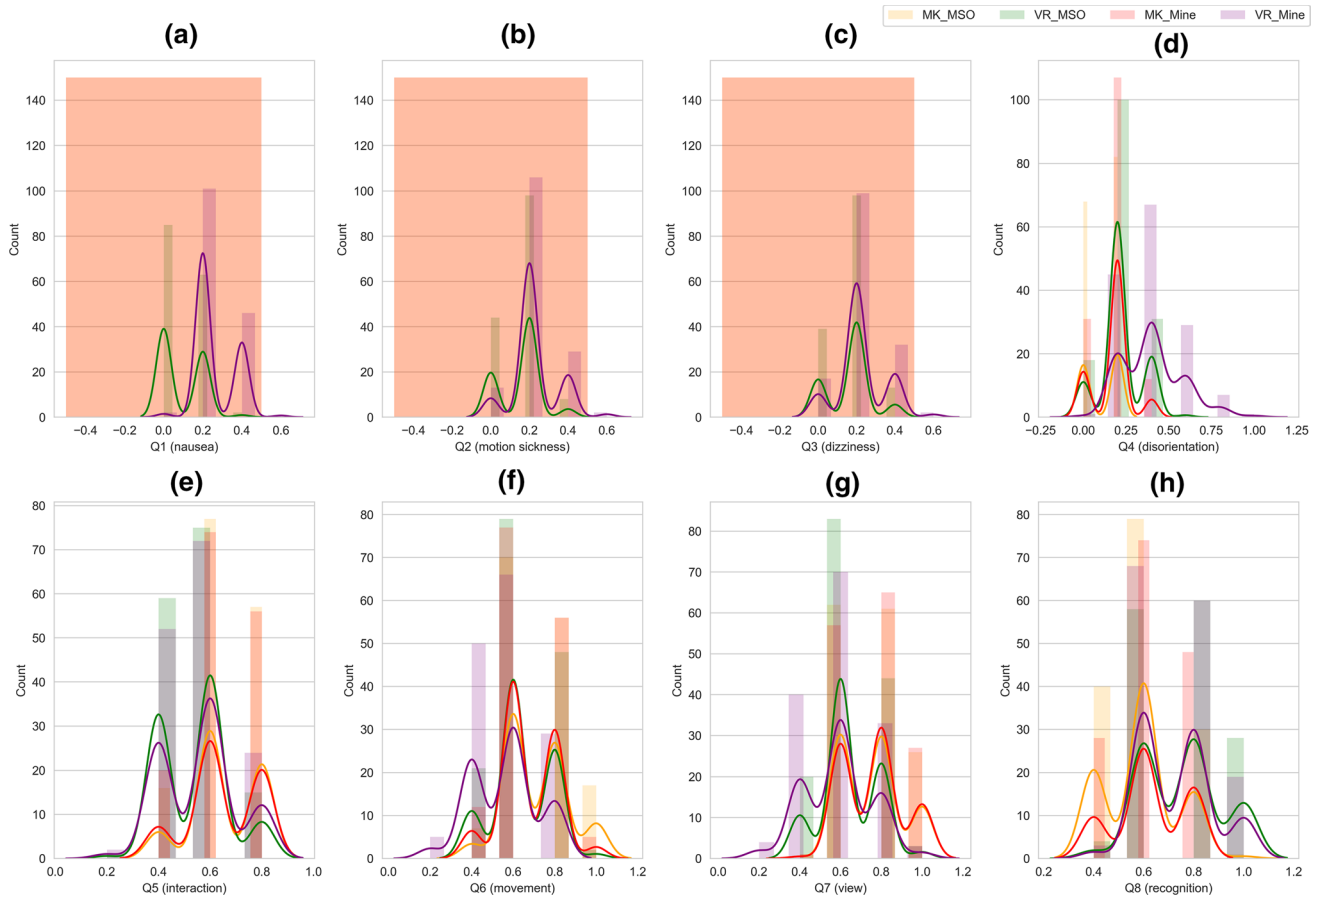 MK_MSO VR_MSO MK_Mine VR_Mine
(a) (b) (c) (d)
140 140 140 100
120 120 120 80
100 100 100 60
80 80 80 40
60 60 60 20
40 40 40 0
20 20 20
0 0 0
Count Count Count Count
−0.4 −0.2 0.0 0.2 0.4 0.6 −0.4 −0.2 0.0 0.2 0.4 0.6 −0.4 −0.2 0.0 0.2 0.4 0.6 −0.25 0.00 0.25 0.50 0.75 1.00 1.25
Q1 (nausea) Q2 (motion sickness) Q3 (dizziness) Q4 (disorientation)
(e) (f) (g) (h)
80 80 80 80
70 70 70 70
60 60 60 60
50 50 50 50
40 40 40 40
30 30 30 30
20 20 20 20
10 10 10 10
0 0 0 0
Count Count Count Count
0.0 0.2 0.4 0.6 0.8 1.0 0.0 0.2 0.4 0.6 0.8 1.0 1.2 0.0 0.2 0.4 0.6 0.8 1.0 1.2 0.2 0.4 0.6 0.8 1.0 1.2
Q5 (interaction) Q6 (movement) Q7 (view) Q8 (recognition)